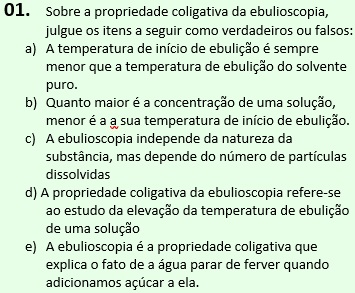 01. Sobre a propriedade coligativa da ebulioscopia,
julgue os itens a seguir como verdadeiros ou falsos:
a) A temperatura de início de ebulição é sempre
menor que a temperatura de ebulição do solvente
puro.
b) Quanto maior é a concentração de uma solução,
menor é a a sua temperatura de início de ebulição.
c) A ebulioscopia independe da natureza da
substância, mas depende do número de partículas
dissolvidas
d) A propriedade coligativa da ebulioscopia refere-se
ao estudo da elevação da temperatura de ebulição
de uma solução
e) A ebulioscopia é a propriedade coligativa que
explica o fato de a água parar de ferver quando
adicionamos açúcar a ela.